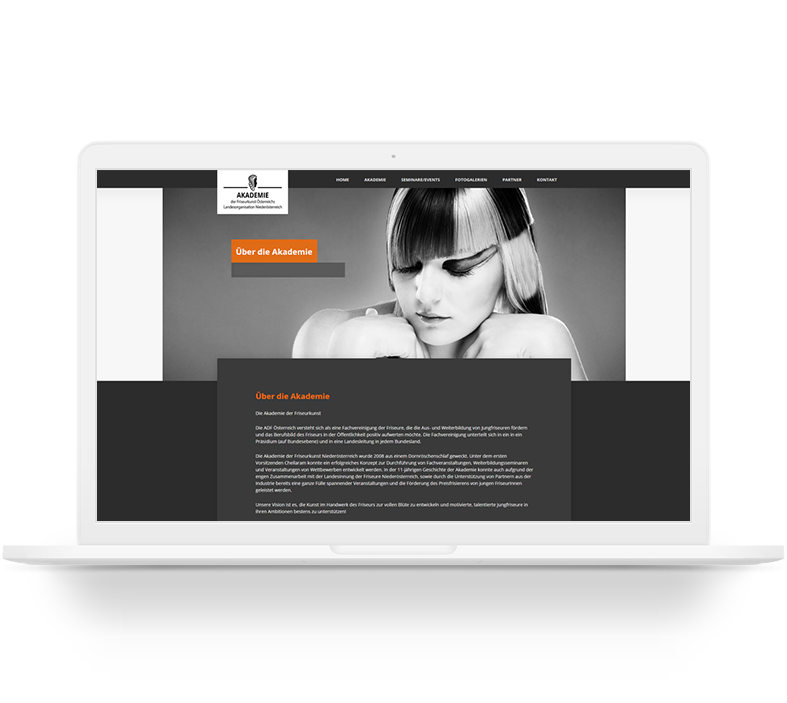 AKADEMIE
der Friseurkunst Österreichs
Landesorganisation Niederösterreich
HOME AKADEMIE SEMINARE/EVENTS FOTOGALERIEN PARTNER KONTAKT
Über die Akademie
Über die Akademie
Die Akademie der Friseurkunst
Die ADF Österreich versteht sich als eine Fachvereinigung der Friseure, die die Aus- und Weiterbildung von Jungfriseuren fördern
und das Berufsbild des Friseurs in der Öffentlichkeit positiv aufwerten möchte. Die Fachvereinigung unterteilt sich in ein in ein
Präsidium (auf Bundesebene) und in eine Landesleitung in jedem Bundesland.
Die Akademie der Friseurkunst Niederösterreich wurde 2008 aus einem Dornröschenschlaf geweckt. Unter dem ersten
Vorsitzenden Chellaram konnte ein erfolgreiches Konzept zur Durchführung von Fachveranstaltungen, Weiterbildungsseminaren
und Veranstaltungen von Wettbewerben entwickelt werden. In der 11-jährigen Geschichte der Akademie konnte auch aufgrund der
engen Zusammenarbeit mit der Landesinnung der Friseure Niederösterreich, sowie durch die Unterstützung von Partnern aus der
Industrie bereits eine ganze Fülle spannender Veranstaltungen und die Förderung des Preisfrisierens von jungen FriseurInnen
geleistet werden.
Unsere Vision ist es, die Kunst im Handwerk des Friseurs zur vollen Blüte zu entwickeln und motivierte, talentierte Jungfriseure in
ihren Ambitionen bestens zu unterstützen!